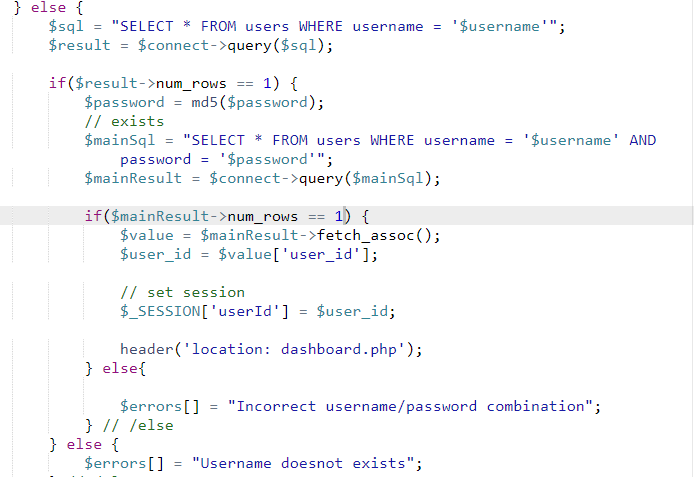 } else {
$sql = "SELECT * FROM users WHERE username = '$username'";
$result = $connect->query($sql);
if($result->num_rows == 1) {
$password = md5($password);
// exists
$mainSql = "SELECT * FROM users WHERE username = '$username' AND
password = '$password'";
$mainResult = $connect->query($mainSql);
if($mainResult->num_rows == 1) {
$value = $mainResult->fetch_assoc();
$user_id = $value['user_id'];
// set session
$_SESSION['userId'] = $user_id;
header('location: dashboard.php');
} else{
$errors[] = "Incorrect username/password combination";
} // /else
} else {
$errors[] = "Username doesnot exists";